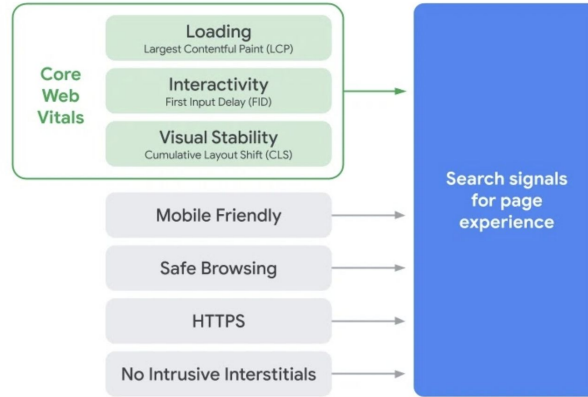 Core
Web
Vitals
Loading
Largest Contentful Paint (LCP)
Interactivity
First Input Delay (FID)
Visual Stability
Cumulative Layout Shift (CLS)
Mobile Friendly
Safe Browsing
HTTPS
No Intrusive Interstitials
Search signals
for page
experience